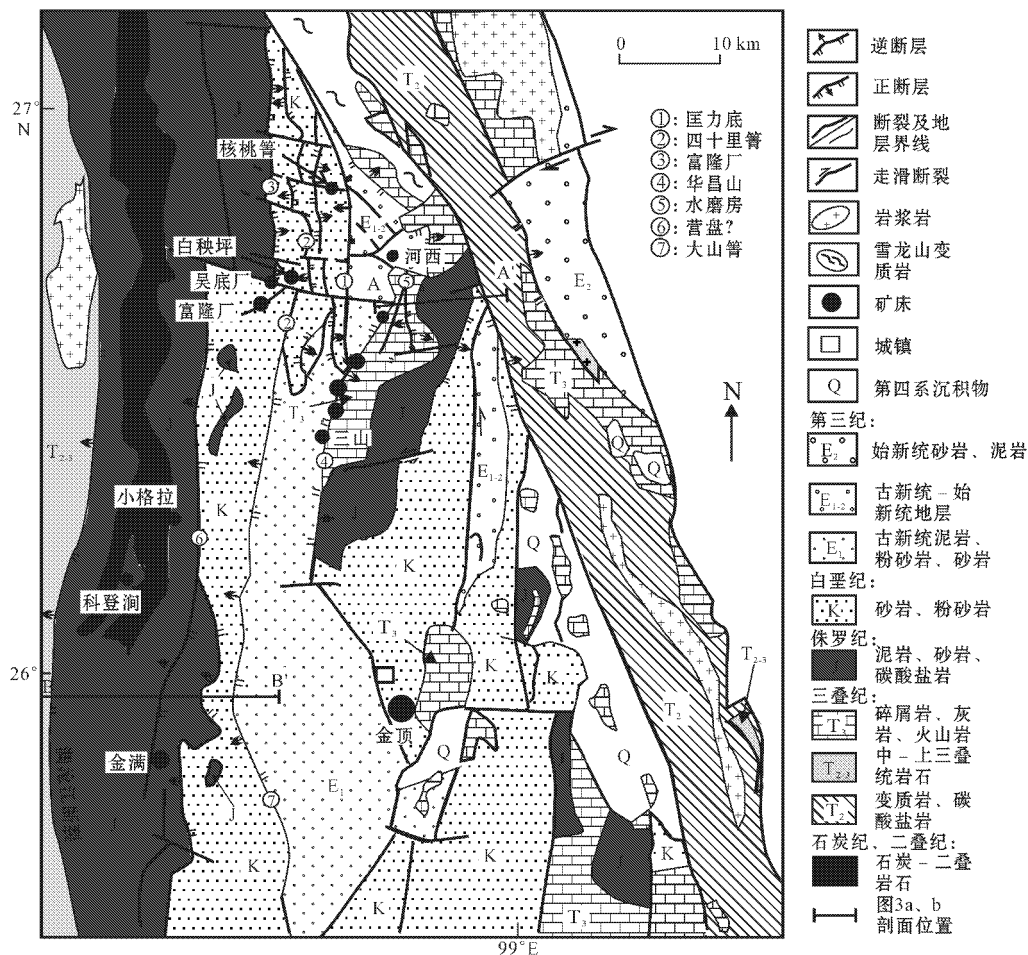 0 10 km
27°
N
26°
99°E
N
①: 匡力底
②: 四十里箐
③: 富隆厂
④: 华昌山
⑤: 水磨房
⑥: 营盘?
⑦: 大山箐
核桃箐
白秧坪
吴底厂
富隆厂
河西
三山
小格拉
科登涧
金满
金顶
A
A'
B
B'
T₂
K
J
E₁₋₂
E₂
T₃
T₂₋₃
Q
E₁
①
②
③
④
⑤
⑥
⑦
逆断层
正断层
断裂及地
层界线
走滑断裂
岩浆岩
雪龙山变
质岩
矿床
城镇
Q 第四系沉积物
第三纪:
E₂ 始新统砂岩、泥岩
E₁₋₂ 古新统－始
新统地层
E₁ 古新统泥岩、
粉砂岩、砂岩
白垩纪:
K 砂岩、粉砂岩
侏罗纪:
J 泥岩、砂岩、
碳酸盐岩
三叠纪:
T₃ 碎屑岩、灰
岩、火山岩
T₂₋₃ 中－上三叠
统岩石
T₂ 变质岩、碳
酸盐岩
石炭纪、二叠纪:
石炭－二叠
岩石
图3a、b
剖面位置